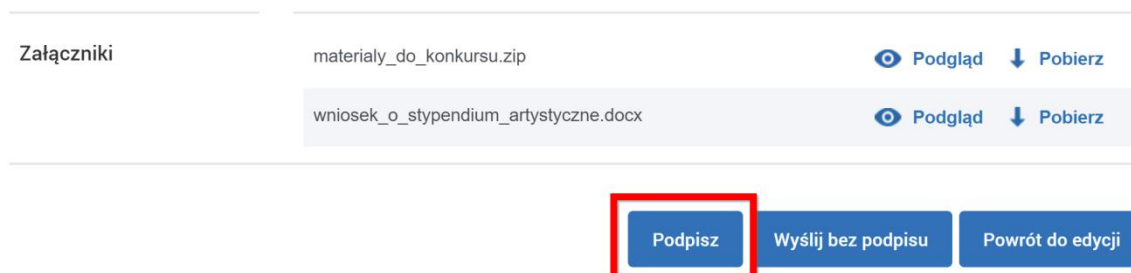 Załączniki
materialy_do_konkursu.zip Podgląd Pobierz
wniosek_o_stypendium_artystyczne.docx Podgląd Pobierz
Podpisz Wyślij bez podpisu Powrót do edycji